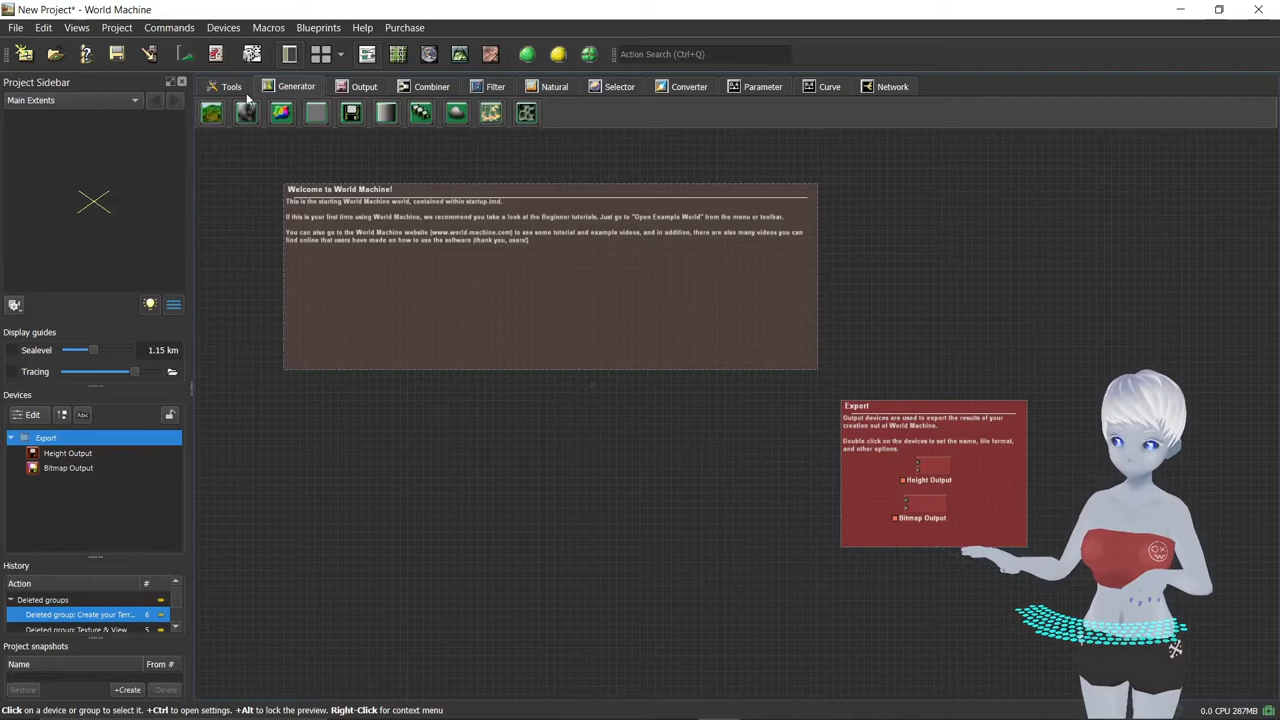 New Project* - World Machine
File Edit Views Project Commands Devices Macros Blueprints Help Purchase
Action Search (Ctrl+Q)
Project Sidebar
Tools Generator Output Combiner Filter Natural Selector Converter Parameter Curve Network
Main Extents
Welcome to World Machine!
This is the starting World Machine world, contained within startup.tmd.
If this is your first time using World Machine, we recommend you take a look at the Beginner tutorials. Just go to "Open Example World" from the menu or toolbar.
You can also go to the World Machine website (www.world-machine.com) to see some tutorial and example videos, and in addition, there are also many videos you can
find online that users have made on how to use the software (thank you, users!)
Display guides
Sealevel 1.15 km
Tracing
Devices
Edit Abc
Export
Height Output
Bitmap Output
Export
Output devices are used to export the results of your
creation out of World Machine.
Double click on the devices to set the name, file format,
and other options.
Height Output
Bitmap Output
History
Action #
Deleted groups
Deleted group: Create your Terr... 6
Deleted group: Texture & View 5
Project snapshots
Name From #
Restore +Create -Delete
Click on a device or group to select it. +Ctrl to open settings. +Alt to lock the preview. Right-Click for context menu
0.0 CPU 287MB